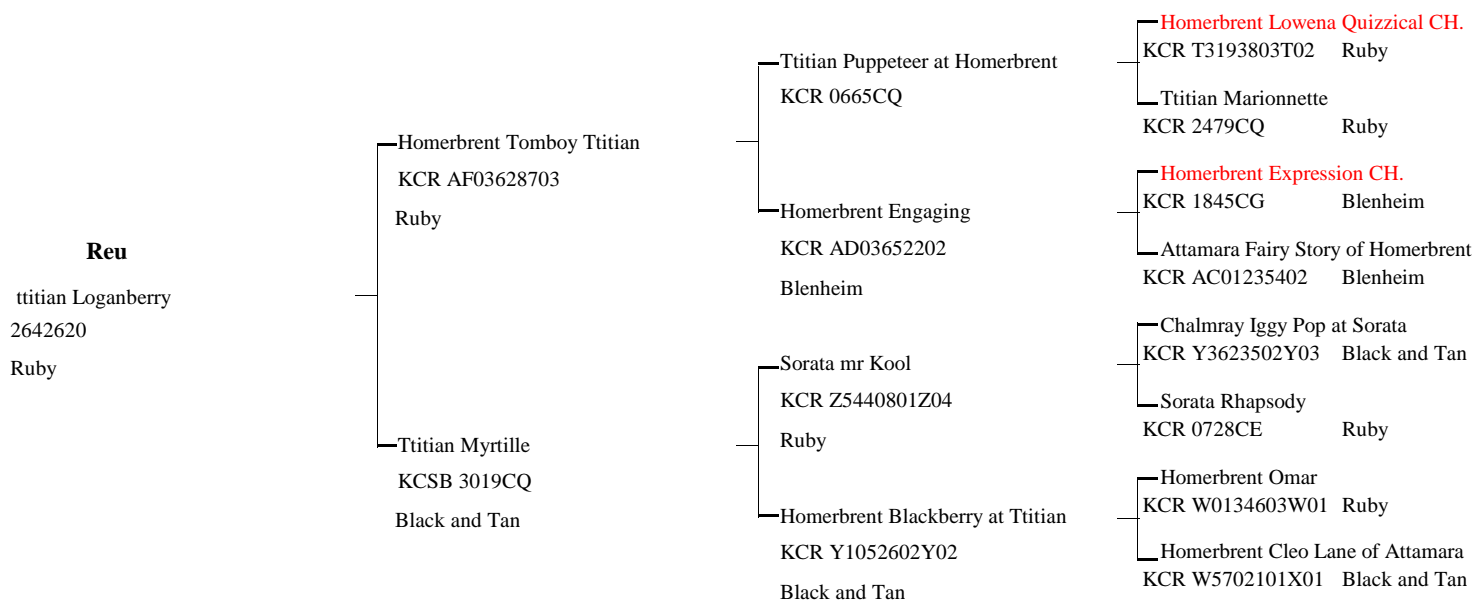 Reu
ttitian Loganberry
2642620
Ruby
Homerbrent Tomboy Ttitian
KCR AF03628703
Ruby
Ttitian Myrtille
KCSB 3019CQ
Black and Tan
Ttitian Puppeteer at Homerbrent
KCR 0665CQ
Homerbrent Engaging
KCR AD03652202
Blenheim
Sorata mr Kool
KCR Z5440801Z04
Ruby
Homerbrent Blackberry at Ttitian
KCR Y1052602Y02
Black and Tan
Homerbrent Lowena Quizzical CH.
KCR T3193803T02 Ruby
Ttitian Marionnette
KCR 2479CQ Ruby
Homerbrent Expression CH.
KCR 1845CG Blenheim
Attamara Fairy Story of Homerbrent
KCR AC01235402 Blenheim
Chalmray Iggy Pop at Sorata
KCR Y3623502Y03 Black and Tan
Sorata Rhapsody
KCR 0728CE Ruby
Homerbrent Omar
KCR W0134603W01 Ruby
Homerbrent Cleo Lane of Attamara
KCR W5702101X01 Black and Tan